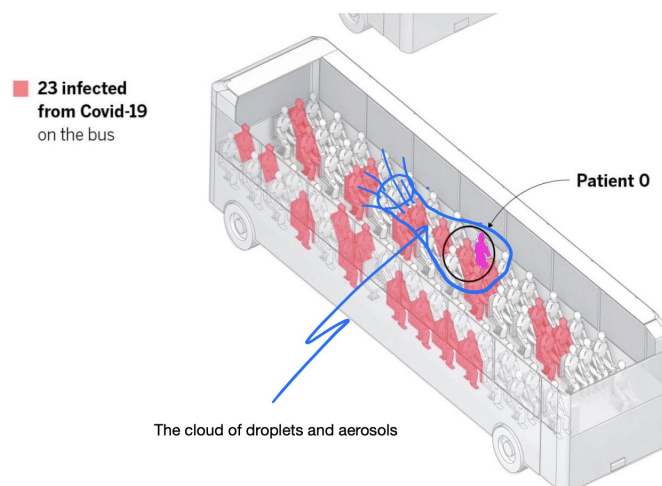 23 infected
from Covid-19
on the bus
Patient 0
The cloud of droplets and aerosols